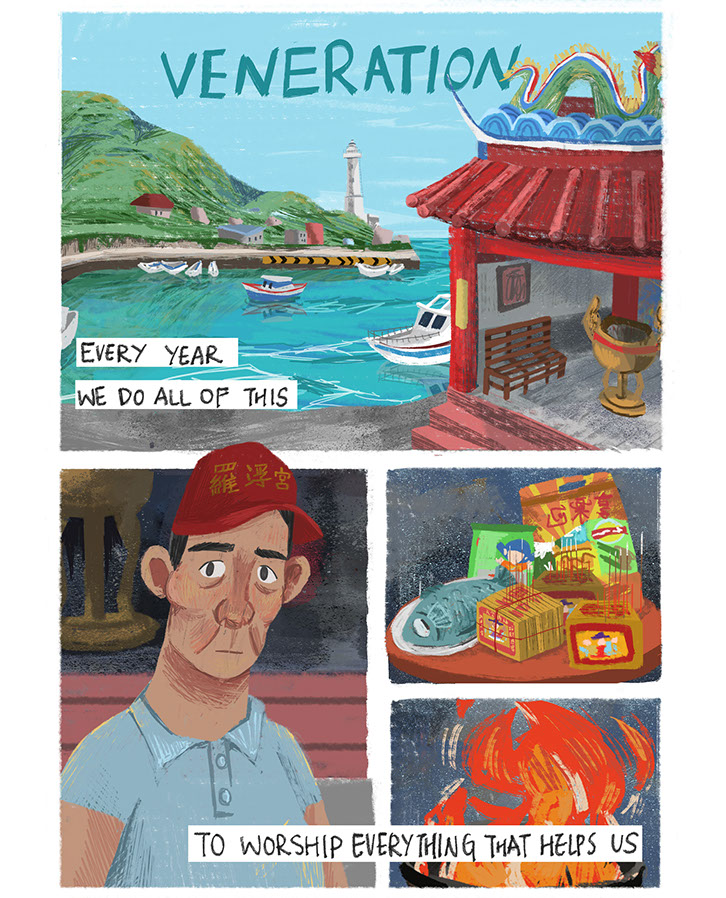 VENERATION
EVERY YEAR
WE DO ALL OF THIS
羅浮宮
TO WORSHIP EVERYTHING THAT HELPS US